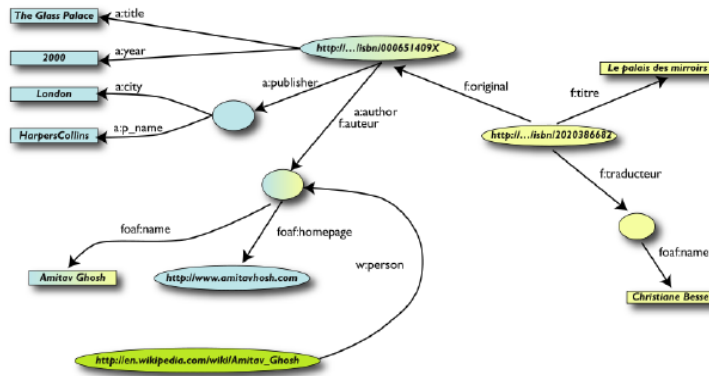 The Glass Palace
a:title
http://.../isbn/000651409X
2000
a:year
Le palais des mirroirs
London
a:city
a:publisher
f:original
f:titre
a:author
f:auteur
HarpersCollins
a:p_name
http://.../isbn/2020386682
f:traducteur
foaf:name
foaf:homepage
w:person
foaf:name
Amitav Ghosh
http://www.amitavhosh.com
Christiane Besse
http://en.wikipedia.com/wiki/Amitav_Ghosh